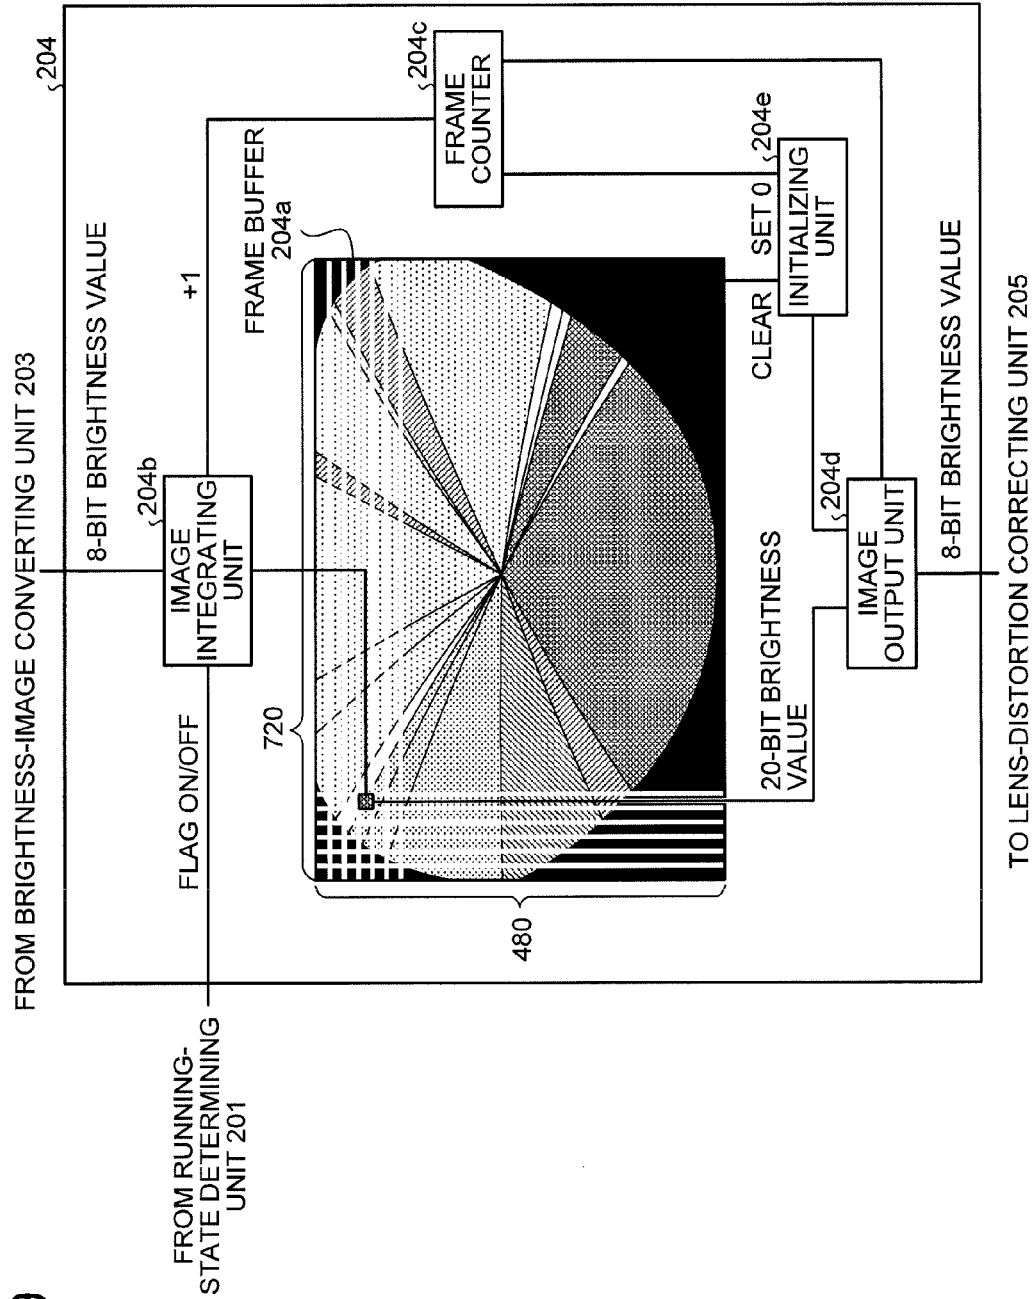 FROM BRIGHTNESS-IMAGE CONVERTING UNIT 203
204
8-BIT BRIGHTNESS VALUE
FROM RUNNING-
STATE DETERMINING
UNIT 201
FLAG ON/OFF
204b
IMAGE
INTEGRATING
UNIT
+1
204c
FRAME
COUNTER
FRAME BUFFER
204a
720
480
CLEAR
SET 0
204e
INITIALIZING
UNIT
20-BIT BRIGHTNESS
VALUE
204d
IMAGE
OUTPUT UNIT
8-BIT BRIGHTNESS VALUE
TO LENS-DISTORTION CORRECTING UNIT 205